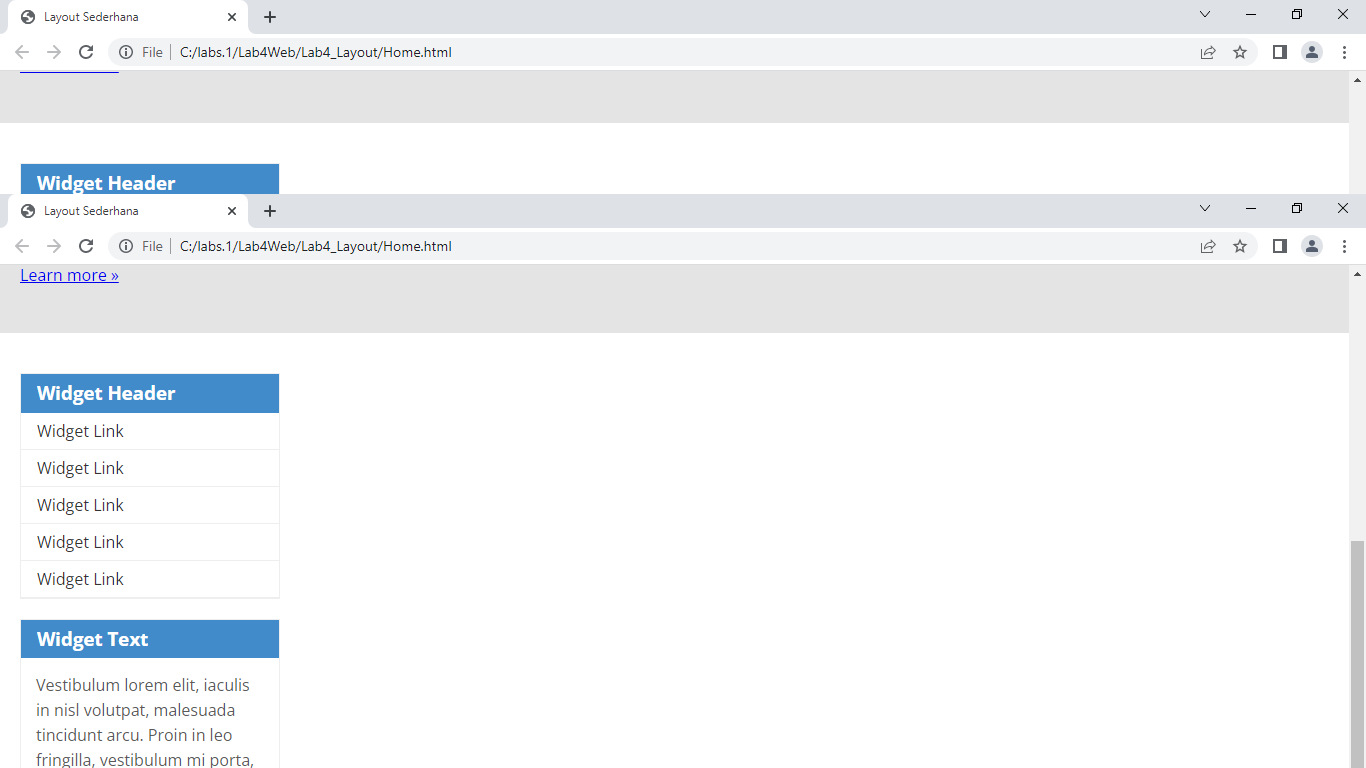 Layout Sederhana
File C:/labs.1/Lab4Web/Lab4_Layout/Home.html
Widget Header
Layout Sederhana
File C:/labs.1/Lab4Web/Lab4_Layout/Home.html
Learn more »
Widget Header
Widget Link
Widget Link
Widget Link
Widget Link
Widget Link
Widget Text
Vestibulum lorem elit, iaculis
in nisl volutpat, malesuada
tincidunt arcu. Proin in leo
fringilla, vestibulum mi porta,